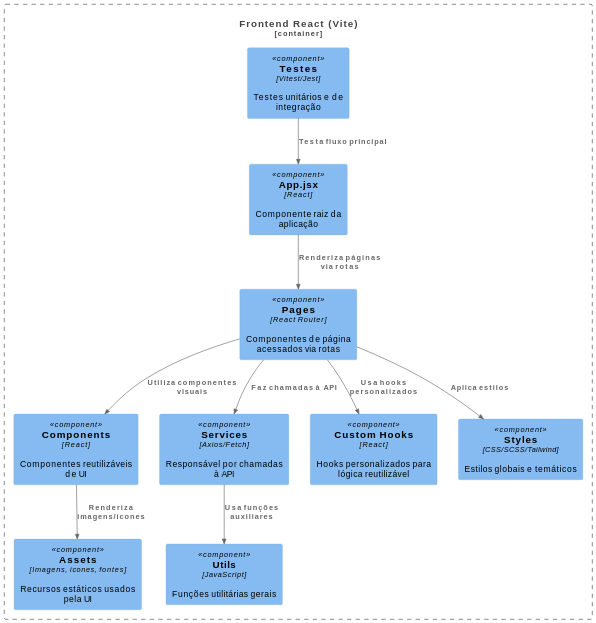 Frontend React (Vite)
[container]
«component»
Testes
[Vitest/Jest]
Testes unitários e de
integração
Testa fluxo principal
«component»
App.jsx
[React]
Componente raiz da
aplicação
Renderiza páginas
via rotas
«component»
Pages
[React Router]
Componentes de página
acessados via rotas
Utiliza componentes
visuais
Faz chamadas à API
Usa hooks
personalizados
Aplica estilos
«component»
Components
[React]
Componentes reutilizáveis
de UI
«component»
Services
[Axios/Fetch]
Responsável por chamadas
à API
«component»
Custom Hooks
[React]
Hooks personalizados para
lógica reutilizável
«component»
Styles
[CSS/SCSS/Tailwind]
Estilos globais e temáticos
Renderiza
imagens/ícones
Usa funções
auxiliares
«component»
Assets
[Imagens, ícones, fontes]
Recursos estáticos usados
pela UI
«component»
Utils
[JavaScript]
Funções utilitárias gerais